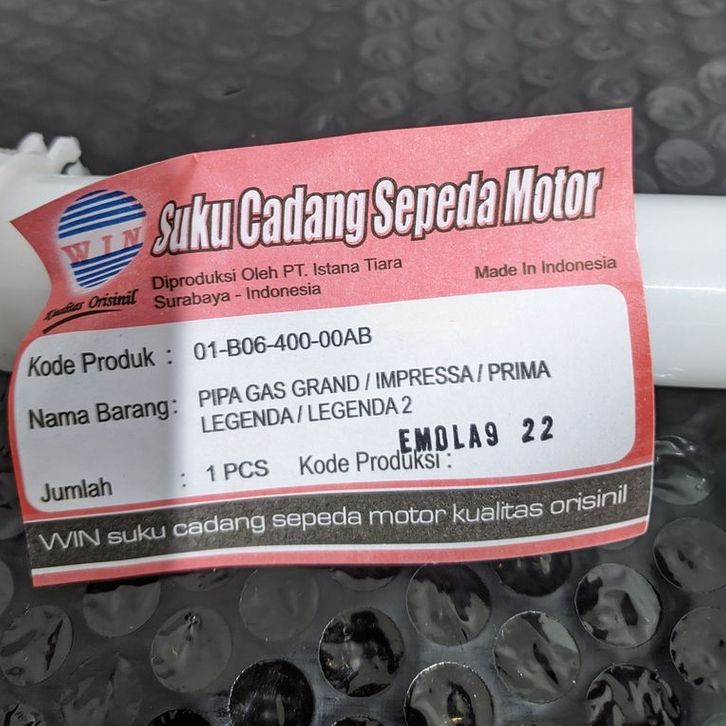 WIN
Kualitas Orisinil
Suku Cadang Sepeda Motor
Diproduksi Oleh PT. Istana Tiara
Surabaya - Indonesia
Made In Indonesia
Kode Produk : 01-B06-400-00AB
Nama Barang : PIPA GAS GRAND / IMPRESSA / PRIMA
LEGENDA / LEGENDA 2
EMDLA9 22
Jumlah : 1 PCS Kode Produksi :
WIN suku cadang sepeda motor kualitas orisinil